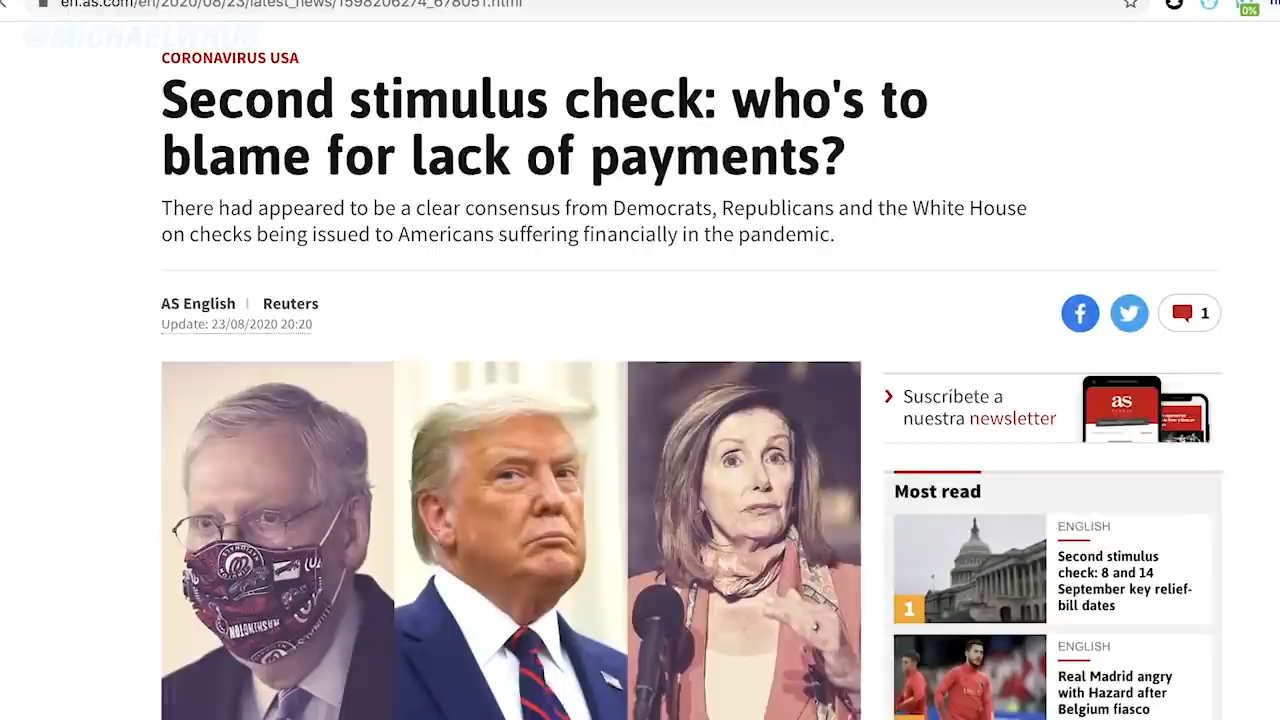 en.as.com/en/2020/08/23/latest_news/1598206274_678051.html
0%
@MICHAELWHUB
CORONAVIRUS USA
Second stimulus check: who's to
blame for lack of payments?
There had appeared to be a clear consensus from Democrats, Republicans and the White House
on checks being issued to Americans suffering financially in the pandemic.
AS English | Reuters
Update: 23/08/2020 20:20
1
Suscríbete a
nuestra newsletter
as
Most read
ENGLISH
Second stimulus
check: 8 and 14
September key relief-
bill dates
1
ENGLISH
Real Madrid angry
with Hazard after
Belgium fiasco
WASHINGTON